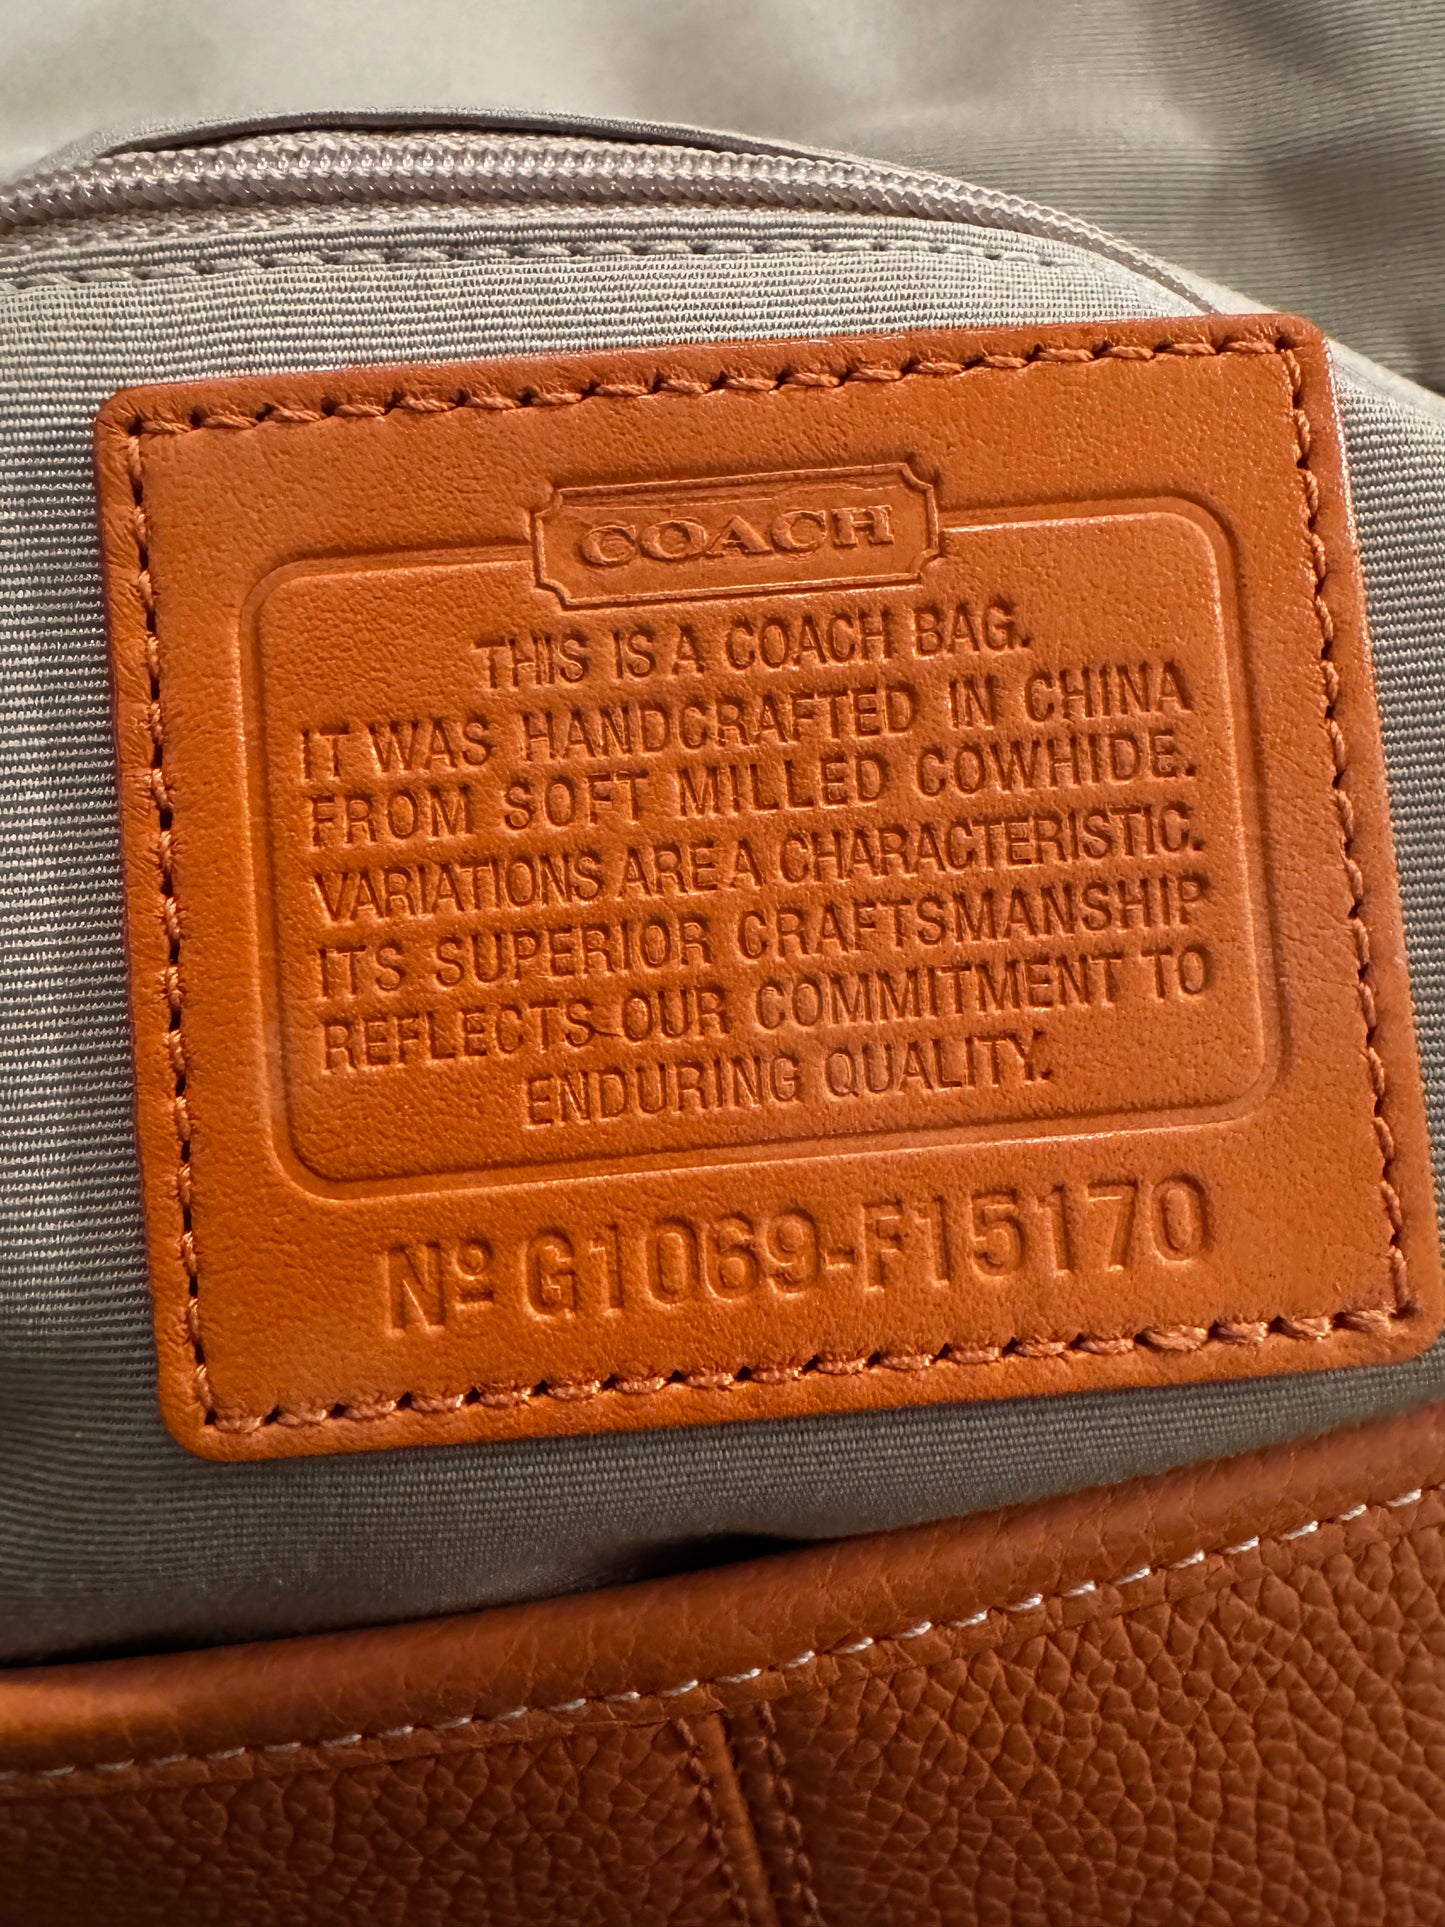 COACH
THIS IS A COACH BAG.
IT WAS HANDCRAFTED IN CHINA
FROM SOFT MILLED COWHIDE.
VARIATIONS ARE A CHARACTERISTIC.
ITS SUPERIOR CRAFTSMANSHIP
REFLECTS OUR COMMITMENT TO
ENDURING QUALITY.
Nº G1069-F15170